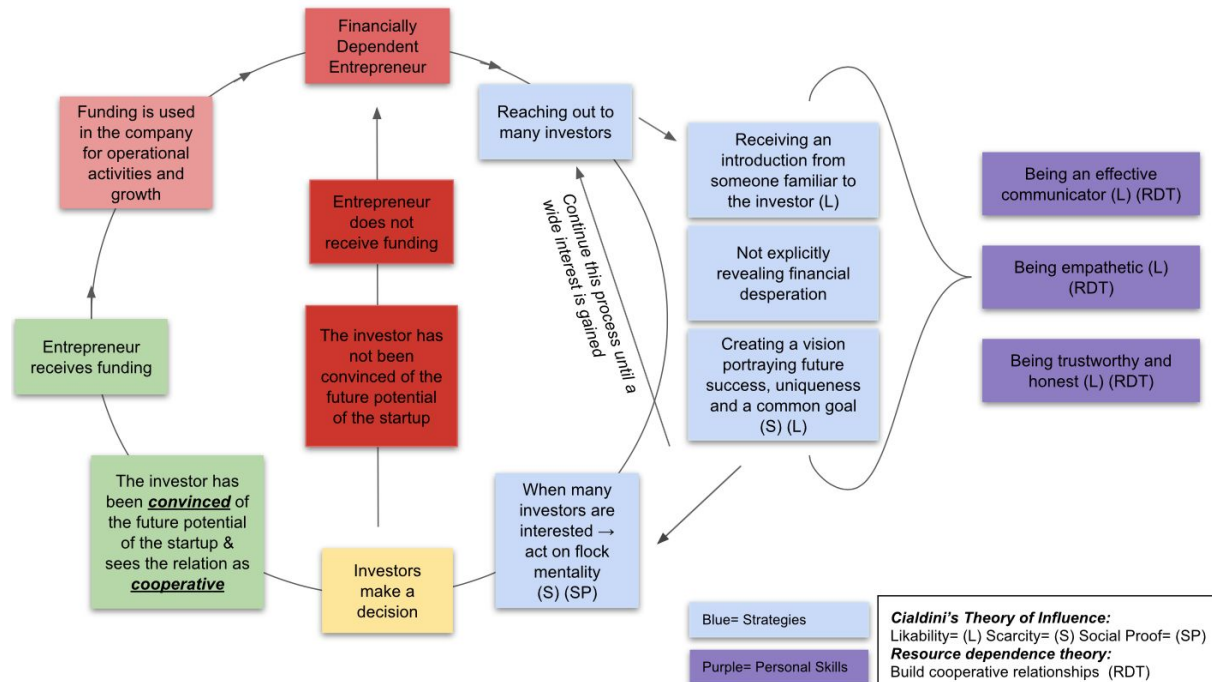 Financially
Dependent
Entrepreneur
Funding is used
in the company
for operational
activities and
growth
Reaching out to
many investors
Receiving an
introduction from
someone familiar to
the investor (L)
Not explicitly
revealing financial
desperation
Creating a vision
portraying future
success, uniqueness
and a common goal
(S) (L)
Being an effective
communicator (L) (RDT)
Being empathetic (L)
(RDT)
Being trustworthy and
honest (L) (RDT)
Continue this process until a
wide interest is gained
Entrepreneur
does not
receive funding
The investor has
not been
convinced of the
future potential
of the startup
Entrepreneur
receives funding
The investor has
been convinced of
the future potential
of the startup &
sees the relation as
cooperative
Investors
make a
decision
When many
investors are
interested →
act on flock
mentality
(S) (SP)
Blue= Strategies
Purple= Personal Skills
Cialdini's Theory of Influence:
Likability= (L) Scarcity= (S) Social Proof= (SP)
Resource dependence theory:
Build cooperative relationships (RDT)